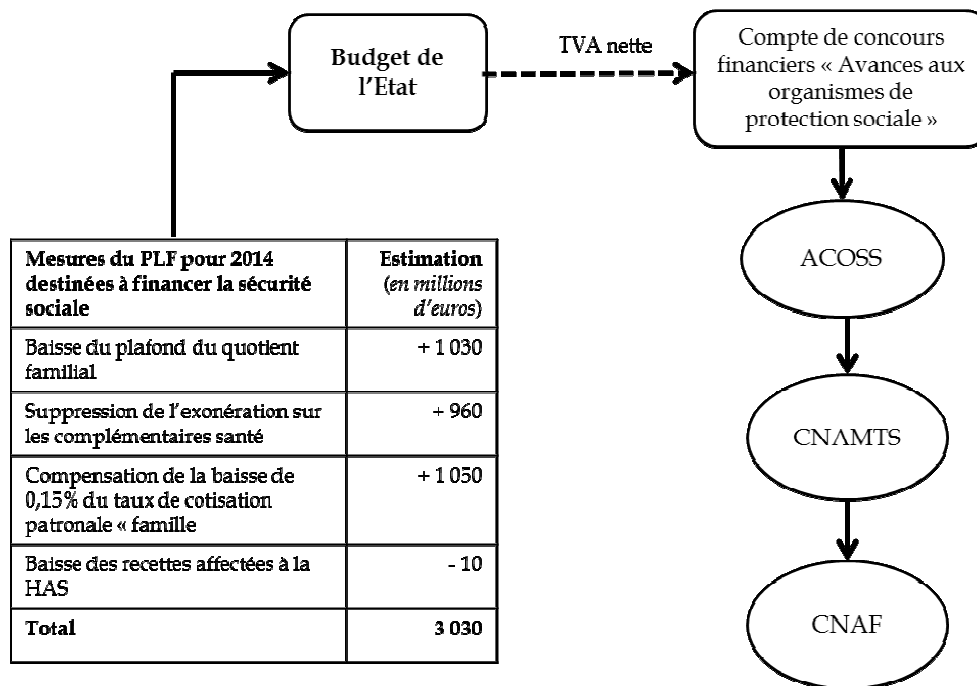 Budget de
l'Etat
TVA nette
Compte de concours
financiers « Avances aux
organismes de
protection sociale »
Mesures du PLF pour 2014
destinées à financer la sécurité
sociale
Estimation
(en millions
d'euros)
Baisse du plafond du quotient
familial
+ 1 030
Suppression de l'exonération sur
les complémentaires santé
+ 960
Compensation de la baisse de
0,15% du taux de cotisation
patronale « famille
+ 1 050
Baisse des recettes affectées à la
HAS
- 10
Total
3 030
ACOSS
CNAMTS
CNAF